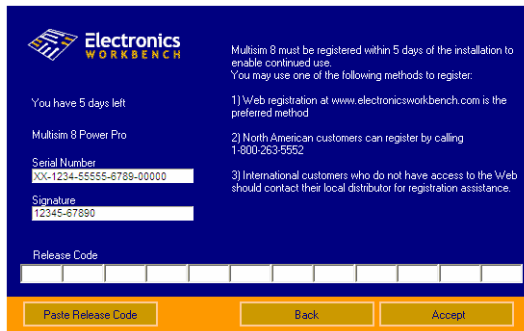 Electronics
WORKBENCH
Multisim 8 must be registered within 5 days of the installation to
enable continued use.
You may use one of the following methods to register:
You have 5 days left
1) Web registration at www.electronicsworkbench.com is the
preferred method
Multisim 8 Power Pro
2) North American customers can register by calling
1-800-263-5552
Serial Number
XX-1234-55555-6789-00000
3) International customers who do not have access to the Web
should contact their local distributor for registration assistance.
Signature
12345-67890
Release Code
Paste Release Code
Back
Accept